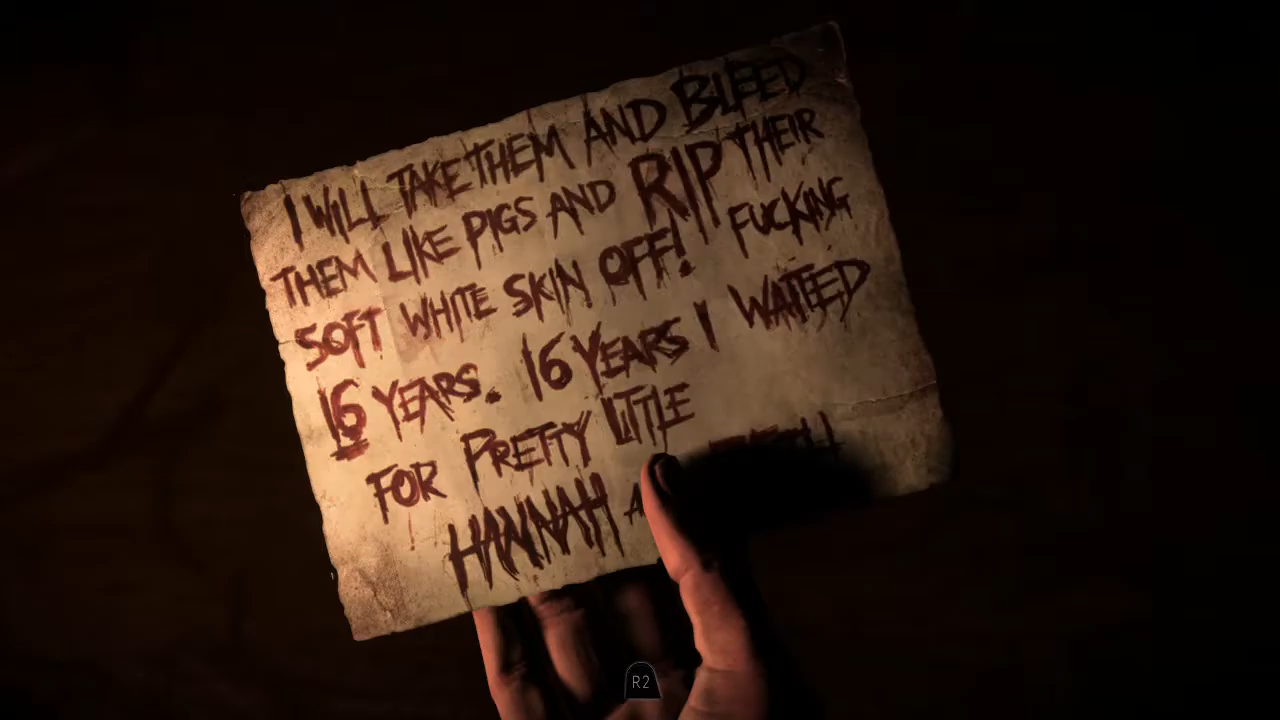 I WILL TAKE THEM AND BLEED
THEM LIKE PIGS AND RIP THEIR
SOFT WHITE SKIN OFF! FUCKING
16 YEARS. 16 YEARS I WAITED
FOR PRETTY LITTLE
HANNAH
R2